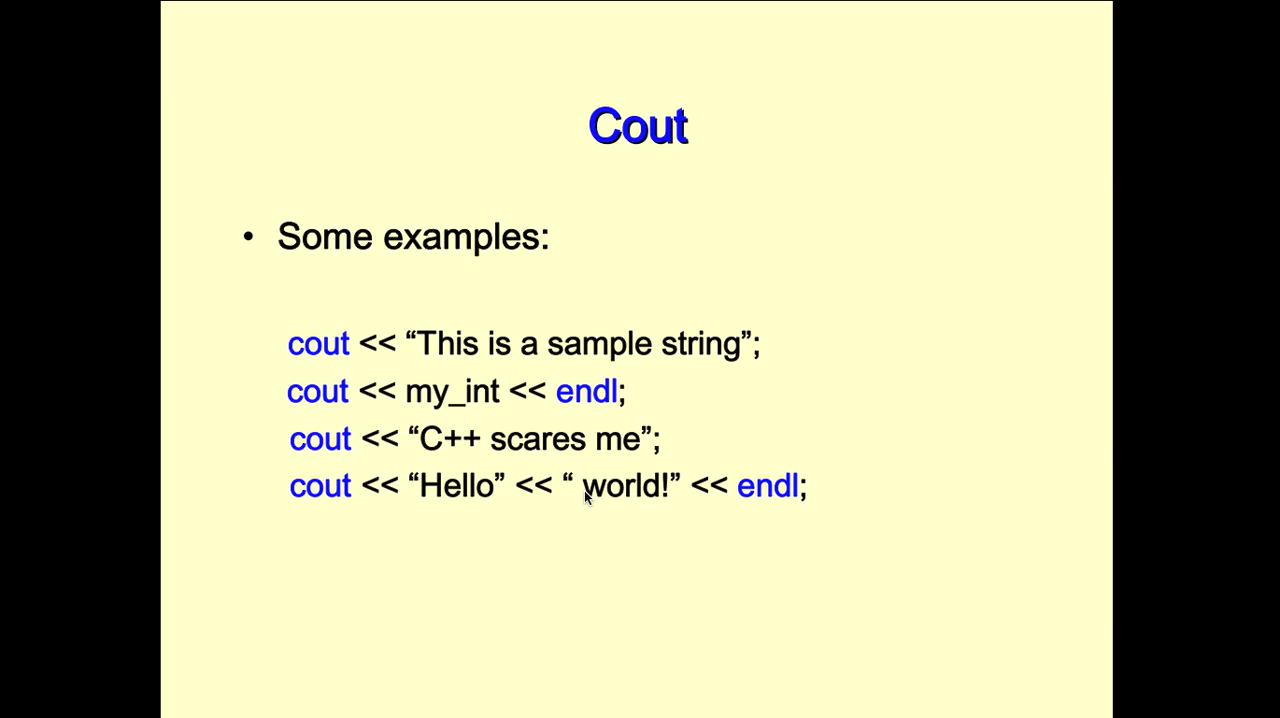 Cout
• Some examples:
cout << “This is a sample string”;
cout << my_int << endl;
cout << “C++ scares me”;
cout << “Hello” << “ world!” << endl;